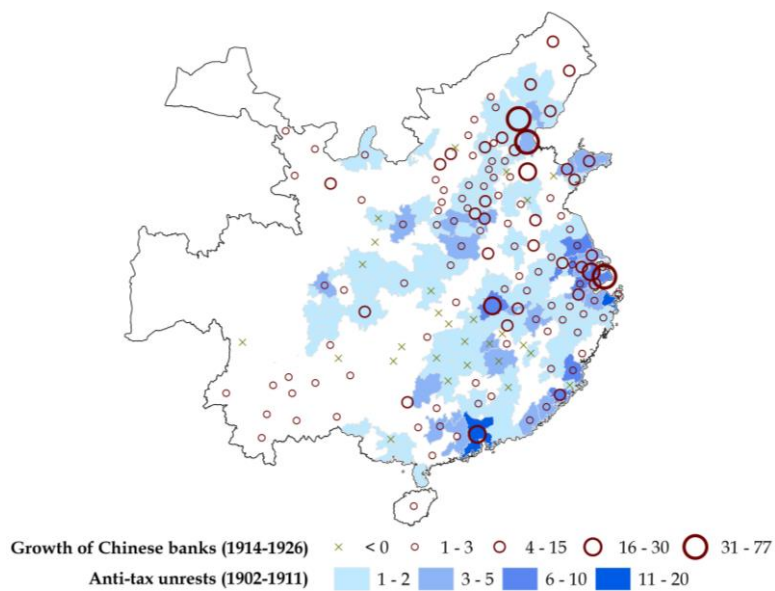 Growth of Chinese banks (1914-1926) < 0 1 - 3 4 - 15 16 - 30 31 - 77
Anti-tax unrests (1902-1911) 1 - 2 3 - 5 6 - 10 11 - 20